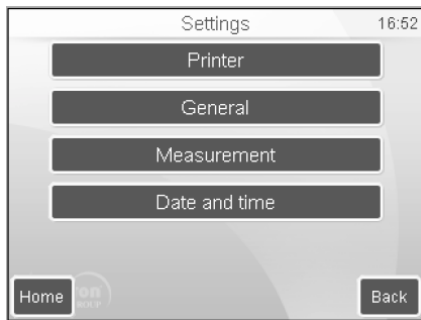 Settings 16:52
Printer
General
Measurement
Date and time
Home
Back